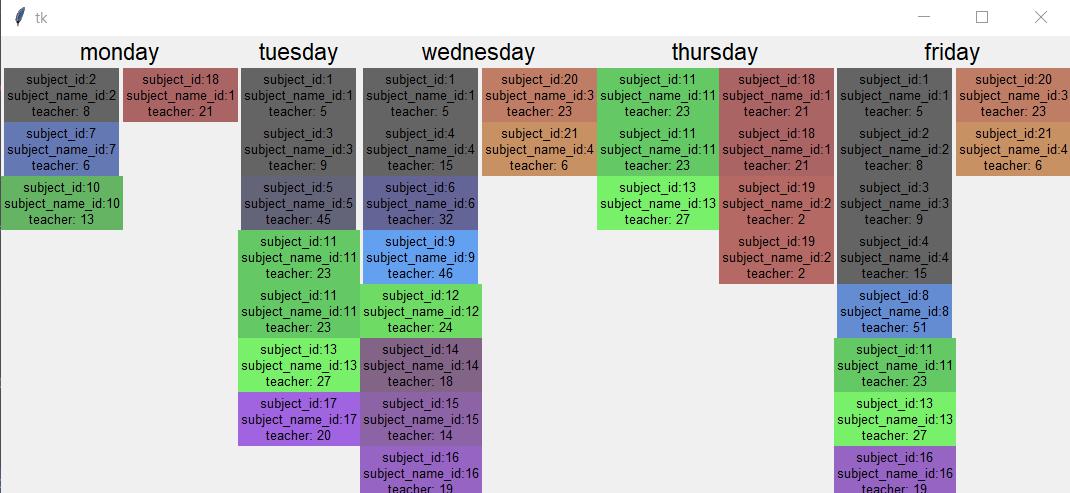 tk
monday
tuesday
wednesday
thursday
friday
subject_id:2
subject_name_id:2
teacher: 8
subject_id:7
subject_name_id:7
teacher: 6
subject_id:10
subject_name_id:10
teacher: 13
subject_id:18
subject_name_id:1
teacher: 21
subject_id:1
subject_name_id:1
teacher: 5
subject_id:3
subject_name_id:3
teacher: 9
subject_id:5
subject_name_id:5
teacher: 45
subject_id:11
subject_name_id:11
teacher: 23
subject_id:11
subject_name_id:11
teacher: 23
subject_id:13
subject_name_id:13
teacher: 27
subject_id:17
subject_name_id:17
teacher: 20
subject_id:1
subject_name_id:1
teacher: 5
subject_id:4
subject_name_id:4
teacher: 15
subject_id:6
subject_name_id:6
teacher: 32
subject_id:9
subject_name_id:9
teacher: 46
subject_id:12
subject_name_id:12
teacher: 24
subject_id:14
subject_name_id:14
teacher: 18
subject_id:15
subject_name_id:15
teacher: 14
subject_id:16
subject_name_id:16
teacher: 19
subject_id:20
subject_name_id:3
teacher: 23
subject_id:21
subject_name_id:4
teacher: 6
subject_id:11
subject_name_id:11
teacher: 23
subject_id:11
subject_name_id:11
teacher: 23
subject_id:13
subject_name_id:13
teacher: 27
subject_id:18
subject_name_id:1
teacher: 21
subject_id:18
subject_name_id:1
teacher: 21
subject_id:19
subject_name_id:2
teacher: 2
subject_id:19
subject_name_id:2
teacher: 2
subject_id:1
subject_name_id:1
teacher: 5
subject_id:2
subject_name_id:2
teacher: 8
subject_id:3
subject_name_id:3
teacher: 9
subject_id:4
subject_name_id:4
teacher: 15
subject_id:8
subject_name_id:8
teacher: 51
subject_id:11
subject_name_id:11
teacher: 23
subject_id:13
subject_name_id:13
teacher: 27
subject_id:16
subject_name_id:16
teacher: 19
subject_id:20
subject_name_id:3
teacher: 23
subject_id:21
subject_name_id:4
teacher: 6